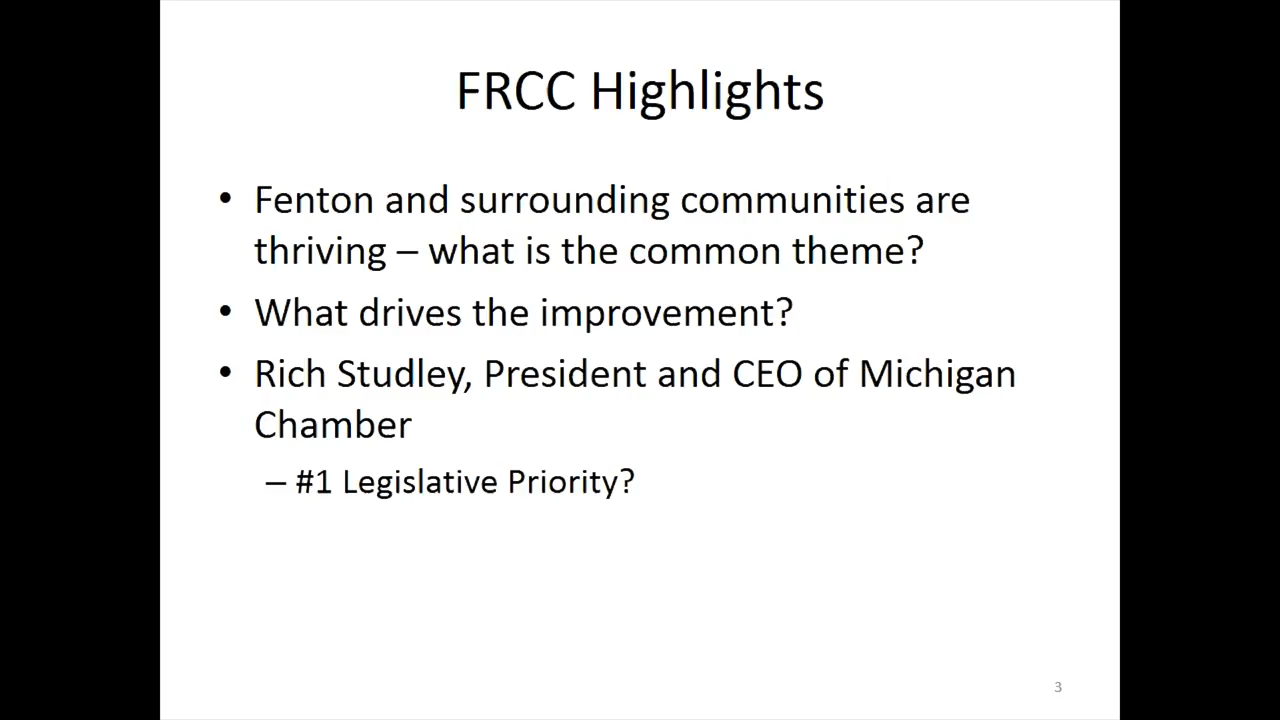 FRCC Highlights
• Fenton and surrounding communities are
thriving – what is the common theme?
• What drives the improvement?
• Rich Studley, President and CEO of Michigan
Chamber
– #1 Legislative Priority?
3